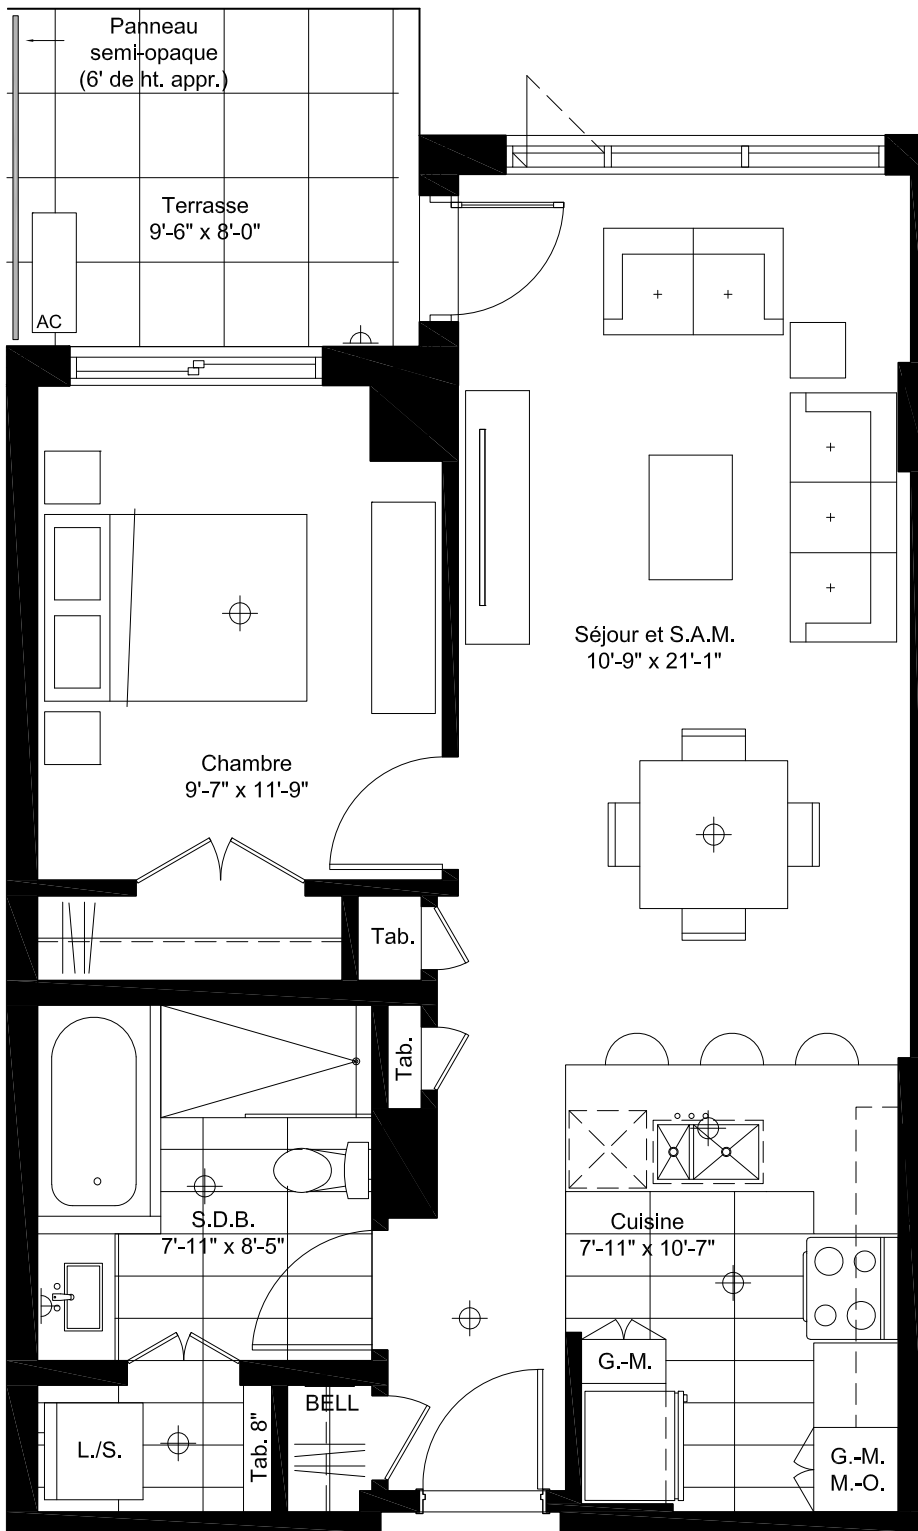 Panneau
semi-opaque
(6' de ht. appr.)
Terrasse
9'-6" x 8'-0"
AC
Séjour et S.A.M.
10'-9" x 21'-1"
Chambre
9'-7" x 11'-9"
Tab.
Tab.
S.D.B.
7'-11" x 8'-5"
Cuisine
7'-11" x 10'-7"
G.-M.
BELL
L./S.
Tab. 8"
G.-M.
M.-O.